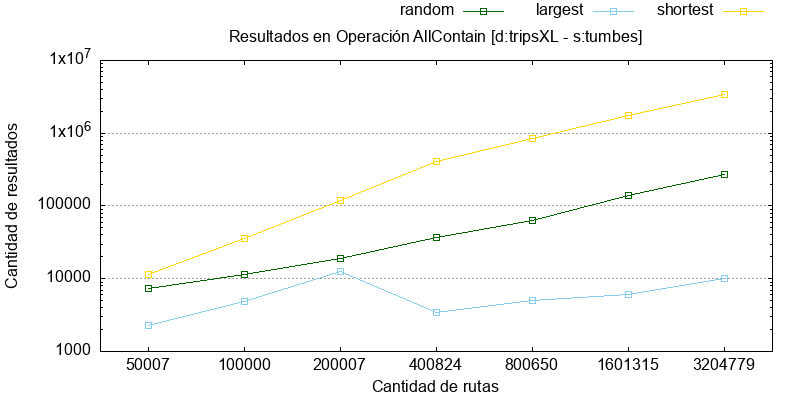 random largest shortest
Resultados en Operación AllContain [d:tripsXL - s:tumbes]
1x10^7
1x10^6
100000
10000
1000
Cantidad de resultados
50007 100000 200007 400824 800650 1601315 3204779
Cantidad de rutas